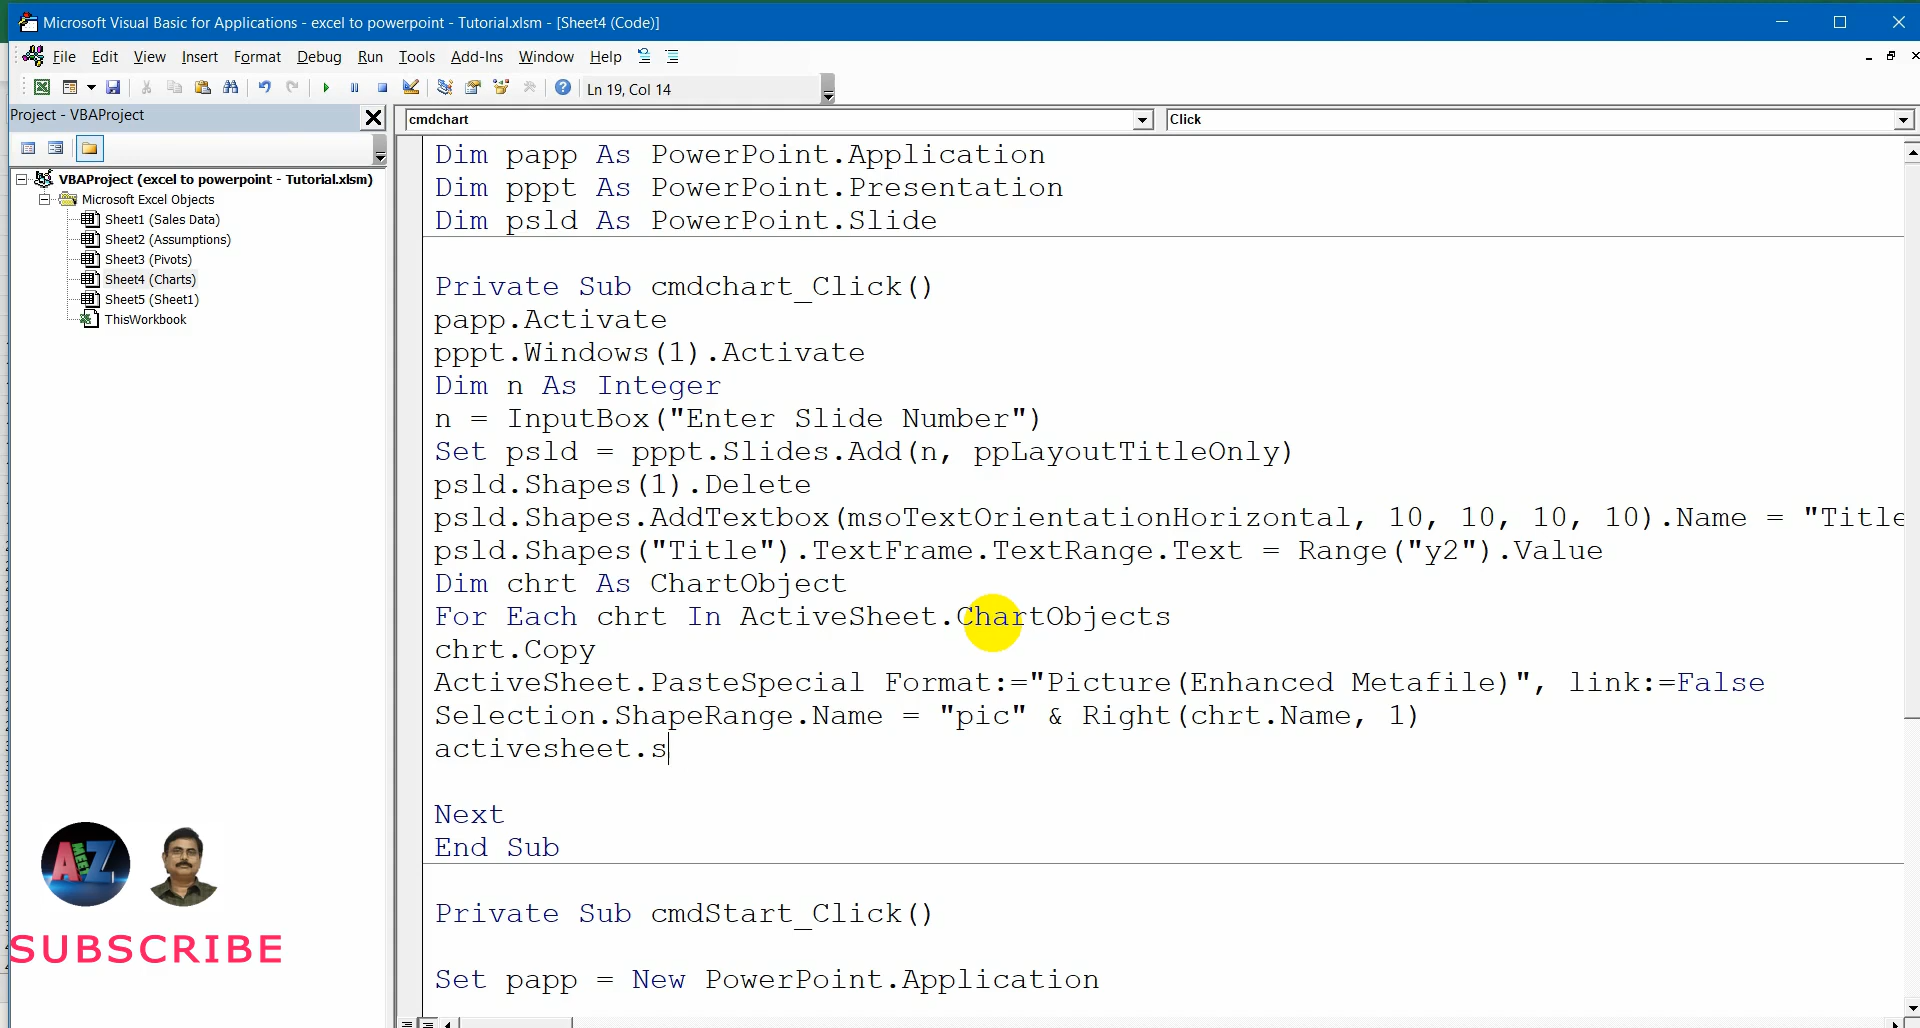 Microsoft Visual Basic for Applications - excel to powerpoint - Tutorial.xlsm - [Sheet4 (Code)]
File Edit View Insert Format Debug Run Tools Add-Ins Window Help
Ln 19, Col 14
Project - VBAProject
cmdchart
Click
VBAProject (excel to powerpoint - Tutorial.xlsm)
Microsoft Excel Objects
Sheet1 (Sales Data)
Sheet2 (Assumptions)
Sheet3 (Pivots)
Sheet4 (Charts)
Sheet5 (Sheet1)
ThisWorkbook
Dim papp As PowerPoint.Application
Dim pppt As PowerPoint.Presentation
Dim psld As PowerPoint.Slide
Private Sub cmdchart_Click()
papp.Activate
pppt.Windows(1).Activate
Dim n As Integer
n = InputBox("Enter Slide Number")
Set psld = pppt.Slides.Add(n, ppLayoutTitleOnly)
psld.Shapes(1).Delete
psld.Shapes.AddTextbox(msoTextOrientationHorizontal, 10, 10, 10, 10).Name = "Title
psld.Shapes("Title").TextFrame.TextRange.Text = Range("y2").Value
Dim chrt As ChartObject
For Each chrt In ActiveSheet.ChartObjects
chrt.Copy
ActiveSheet.PasteSpecial Format:="Picture(Enhanced Metafile)", link:=False
Selection.ShapeRange.Name = "pic" & Right(chrt.Name, 1)
activesheet.s
Next
End Sub
Private Sub cmdStart_Click()
Set papp = New PowerPoint.Application
A MEET Z
SUBSCRIBE